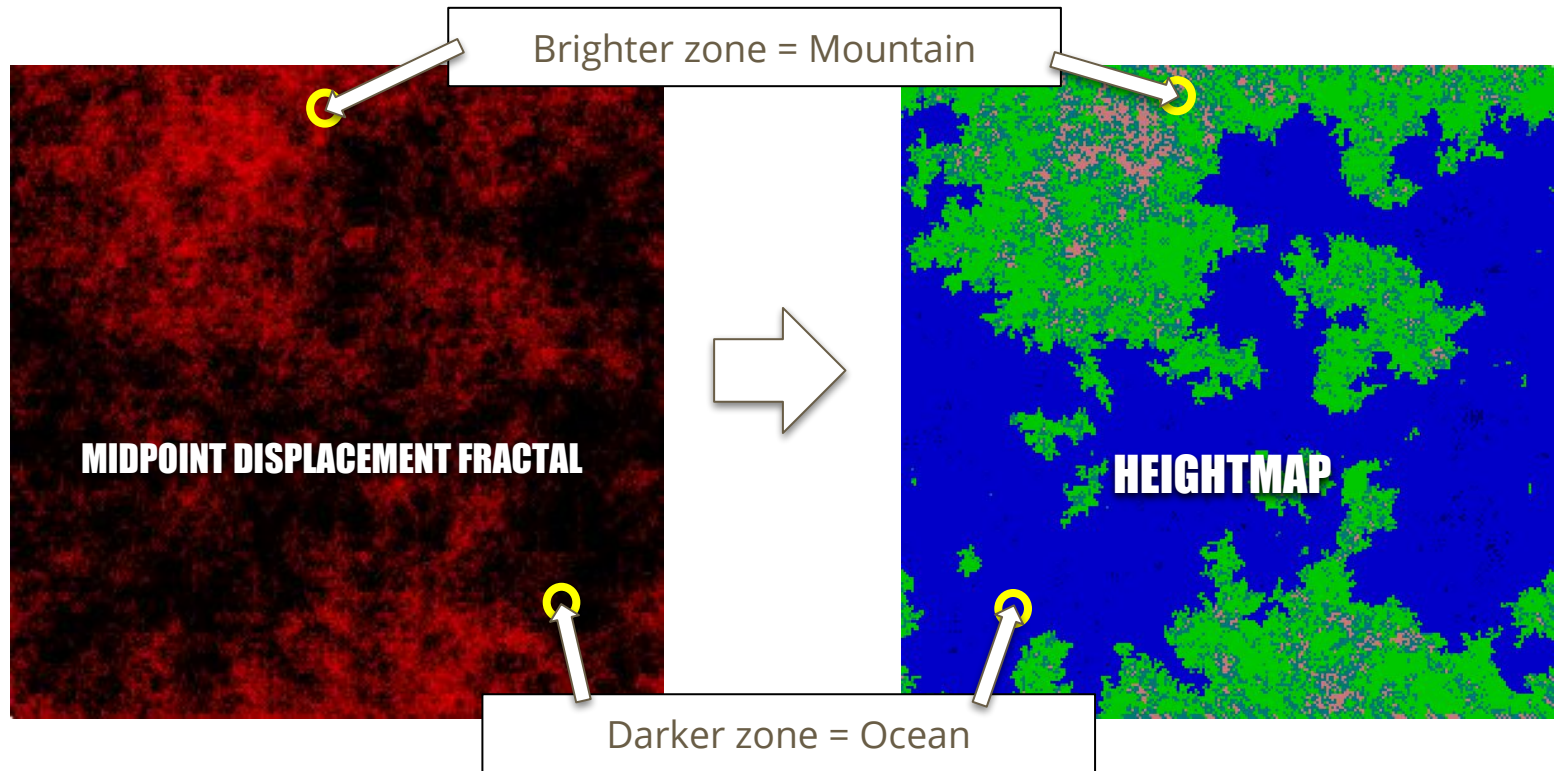 Brighter zone = Mountain
MIDPOINT DISPLACEMENT FRACTAL
HEIGHTMAP
Darker zone = Ocean